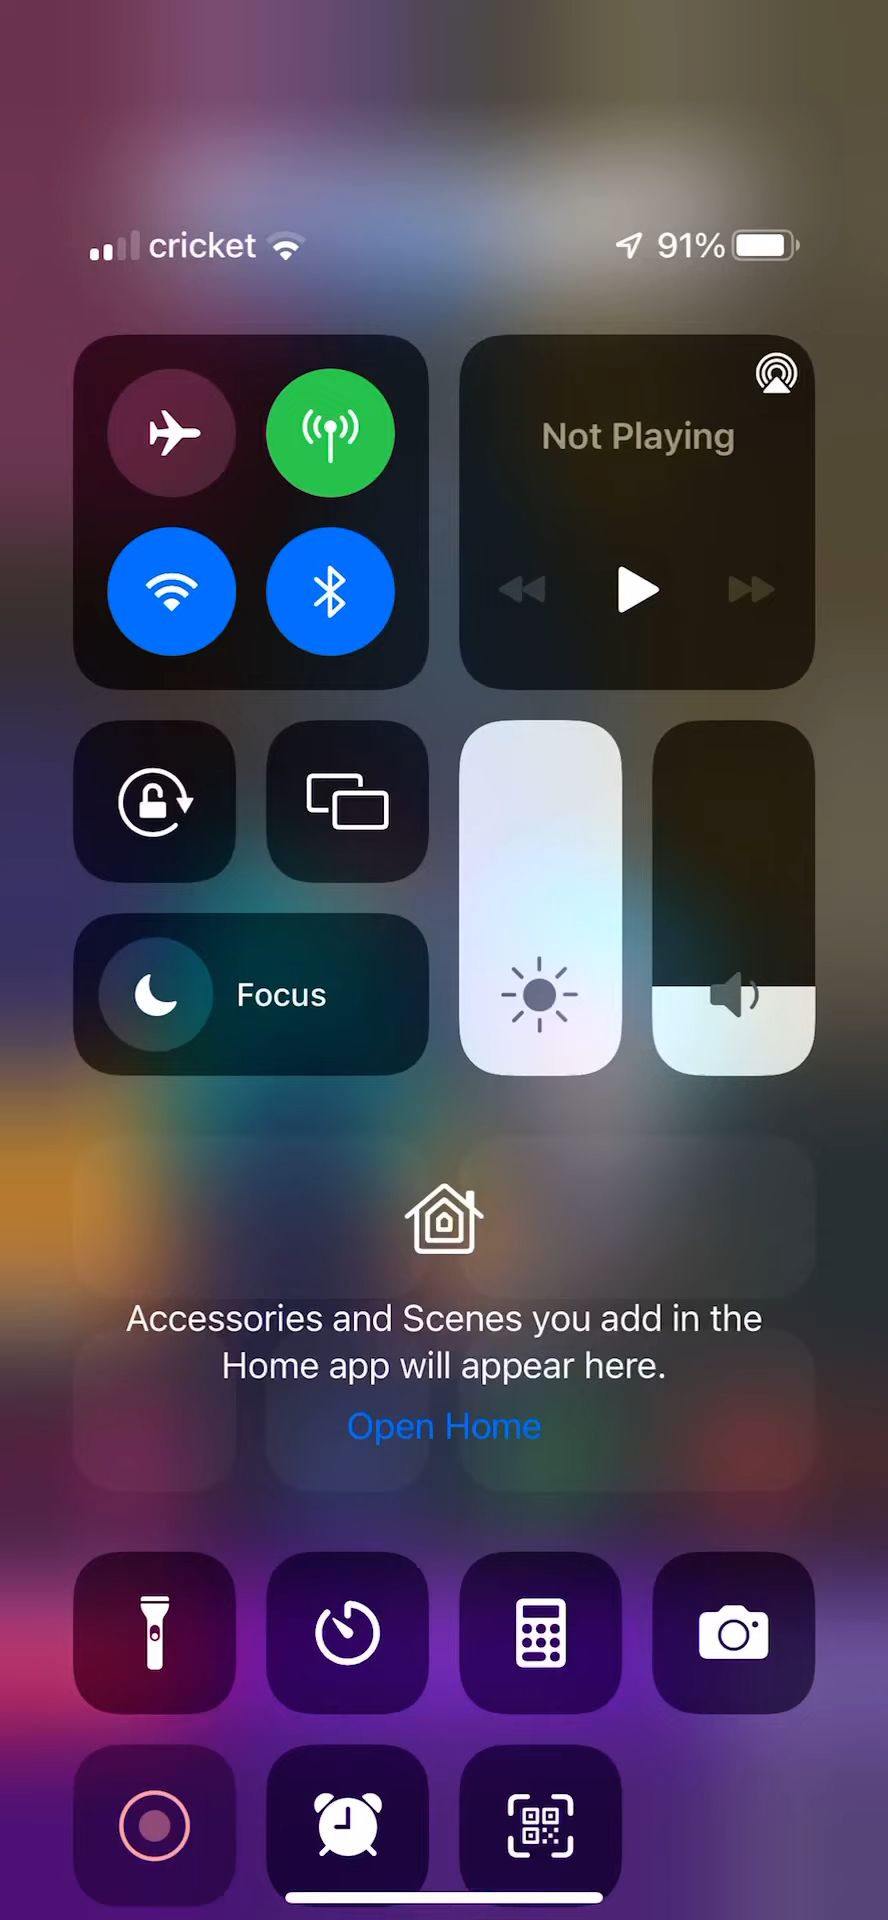 cricket 91%
Not Playing
Focus
Accessories and Scenes you add in the
Home app will appear here.
Open Home